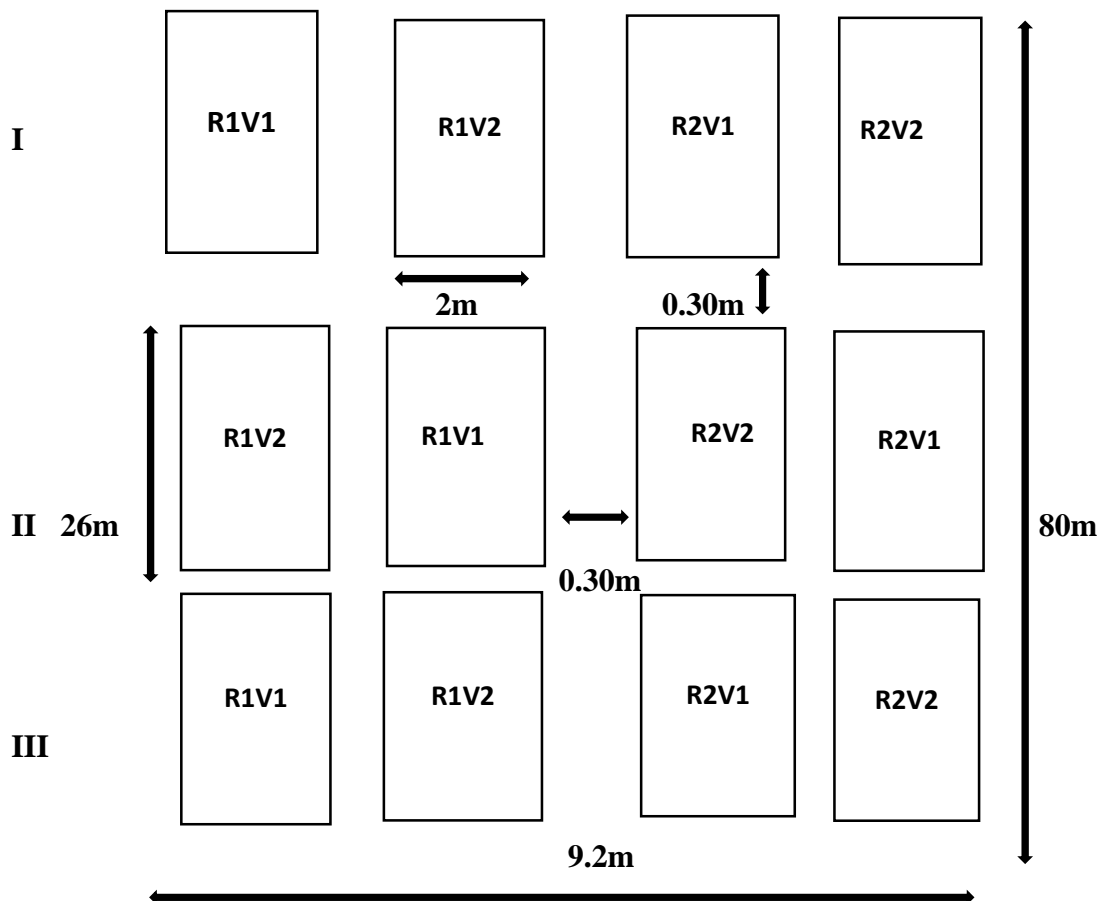 I R1V1 R1V2 R2V1 R2V2
2m 0.30m
R1V2 R1V1 R2V2 R2V1
II 26m 80m
0.30m
R1V1 R1V2 R2V1 R2V2
III
9.2m